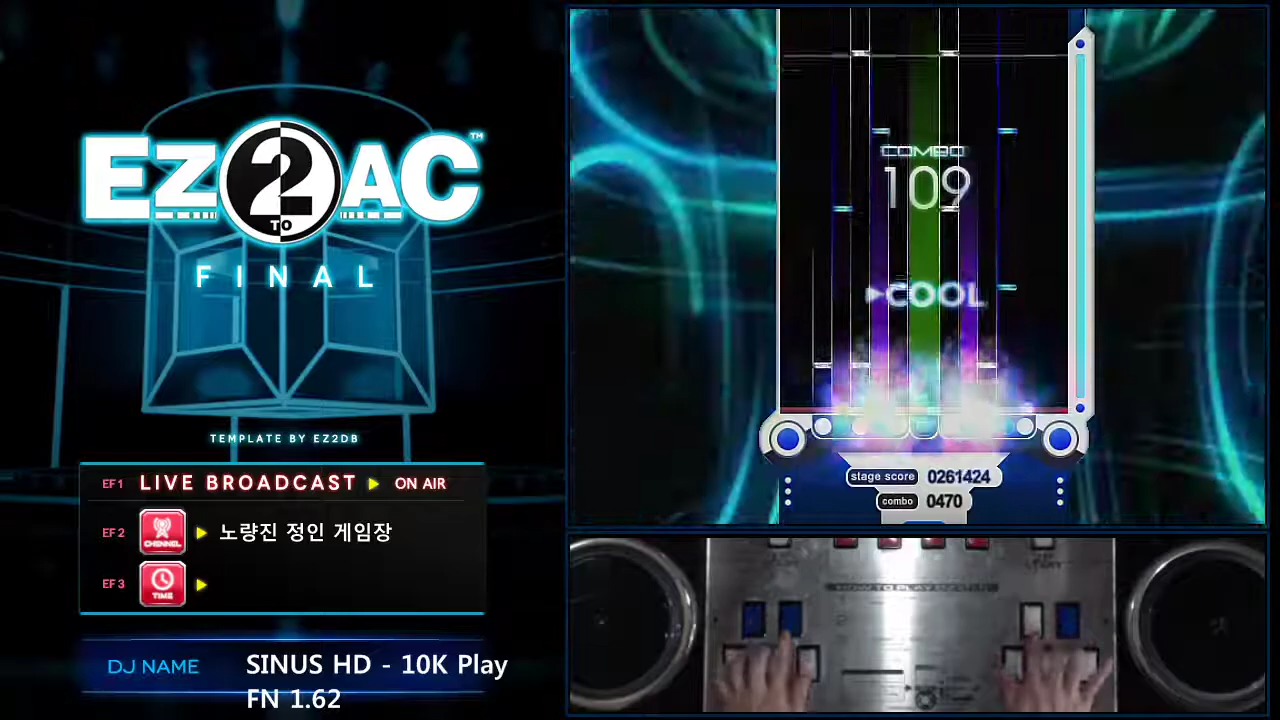 EZ2AC™
TO
FINAL
TEMPLATE BY EZ2DB
EF1 LIVE BROADCAST ▶ ON AIR
EF2 CHENNEL ▶ 노량진 정인 게임장
EF3 TIME ▶
DJ NAME SINUS HD - 10K Play
FN 1.62
COMBO
109
▶COOL
stage score 0261424
combo 0470